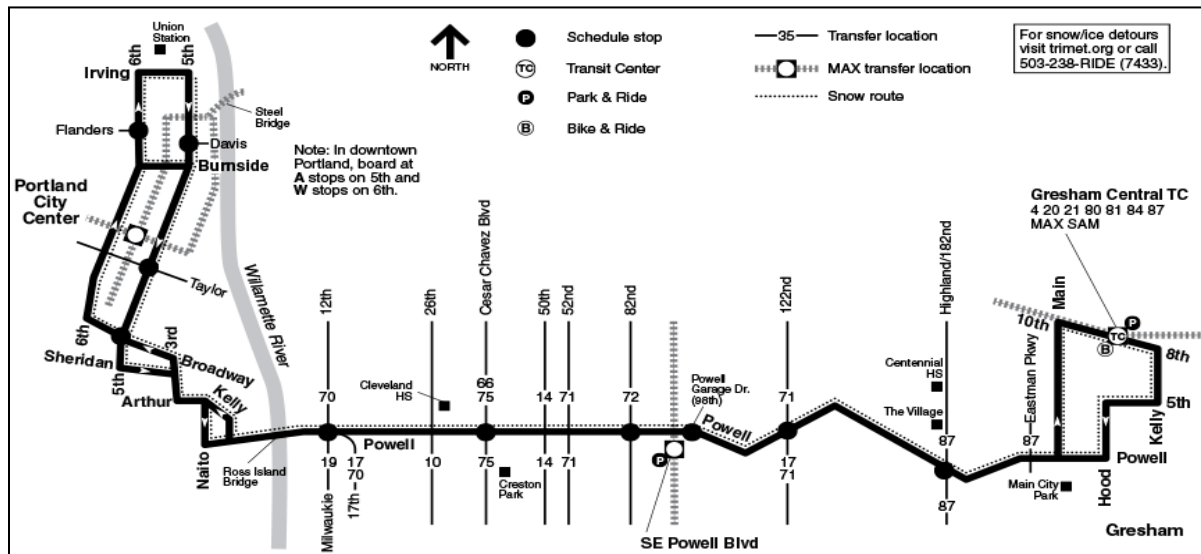 Union
Station
6th
5th
Irving
Flanders
Davis
Steel
Bridge
Burnside
Portland
City
Center
Taylor
Willamette River
6th
Sheridan
5th
3rd
Broadway
Arthur
Kelly
Naito
Ross Island
Bridge
NORTH
Note: In downtown
Portland, board at
A stops on 5th and
W stops on 6th.
Schedule stop
TC
Transit Center
P
Park & Ride
B
Bike & Ride
35
Transfer location
MAX transfer location
Snow route
For snow/ice detours
visit trimet.org or call
503-238-RIDE (7433).
12th
70
19
Milwaukie
17
70
17th
Powell
26th
Cleveland
HS
10
Cesar Chavez Blvd
66
75
75
Creston
Park
50th
14
14
52nd
71
71
82nd
72
P
SE Powell Blvd
Powell
Garage Dr.
(98th)
Powell
122nd
71
17
71
Highland/182nd
Centennial
HS
The Village
87
87
Eastman Pkwy
87
Main City
Park
Gresham Central TC
4 20 21 80 81 84 87
MAX SAM
Main
10th
TC
P
B
8th
5th
Kelly
Powell
Hood
Gresham